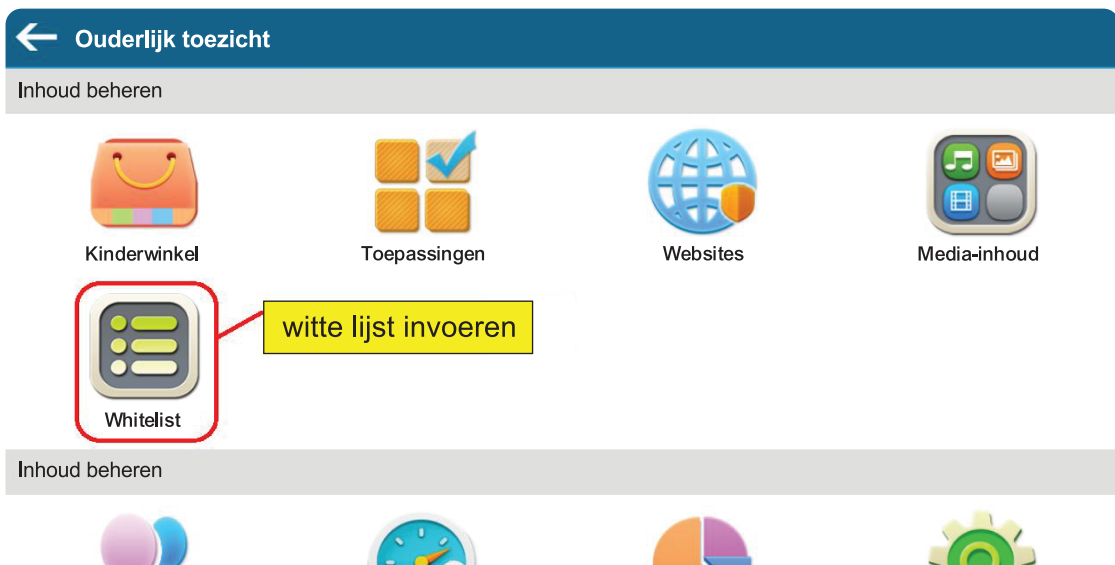 Ouderlijk toezicht
Inhoud beheren
Kinderwinkel
Toepassingen
Websites
Media-inhoud
witte lijst invoeren
Whitelist
Inhoud beheren